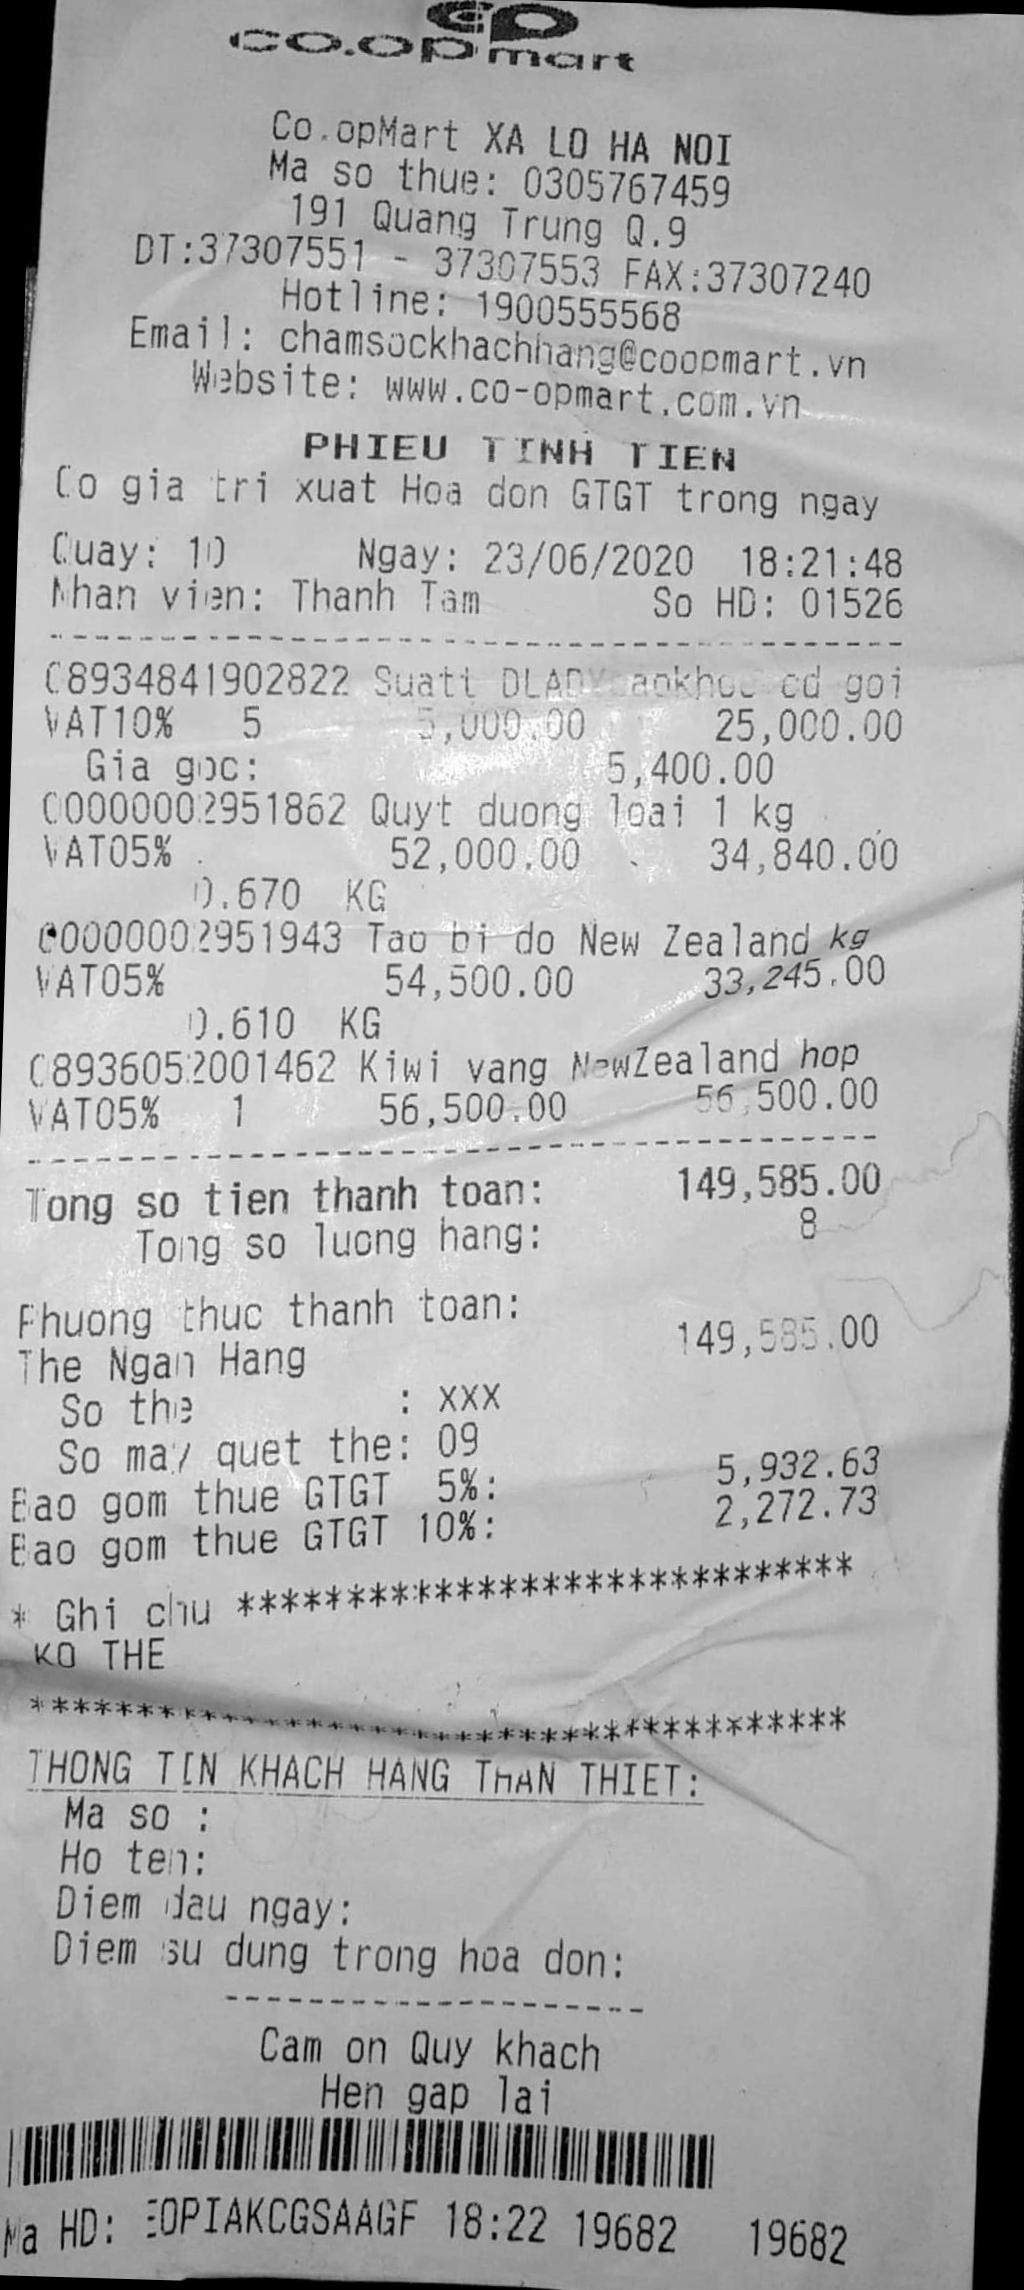 co.opmart
Co.opMart XA LO HA NOI
Ma so thue: 0305767459
191 Quang Trung Q.9
DT:37307551 - 37307553 FAX:37307240
Hotline: 1900555568
Email: chamsockhachhang@coopmart.vn
Website: www.co-opmart.com.vn
PHIEU TINH TIEN
Co gia tri xuat Hoa don GTGT trong ngay
Quay: 10 Ngay: 23/06/2020 18:21:48
Nhan vien: Thanh Tam So HD: 01526
C8934841902822 Suatt cd goi
VAT10% 5 5,000.00 25,000.00
Gia goc: 5,400.00
00000002951862 Quyt duong loai 1 kg
VAT05% 52,000.00 34,840.00
0.670 KG
00000002951943 Tao bi do New Zealand kg
VAT05% 54,500.00 33,245.00
0.610 KG
08936052001462 Kiwi vang NewZealand hop
VAT05% 1 56,500.00 56,500.00
Tong so tien thanh toan: 149,585.00
Tong so luong hang: 8
Phuong thuc thanh toan:
The Ngan Hang 149,585.00
So the : XXX
So may quet the: 09
Bao gom thue GTGT 5%: 5,932.63
Bao gom thue GTGT 10%: 2,272.73
* Ghi chu ****************************
KO THE
**************************************
THONG TIN KHACH HANG THAN THIET:
Ma so :
Ho ten:
Diem dau ngay:
Diem su dung trong hoa don:
Cam on Quy khach
Hen gap lai
Ma HD: EOPIAKCGSAAGF 18:22 19682 19682